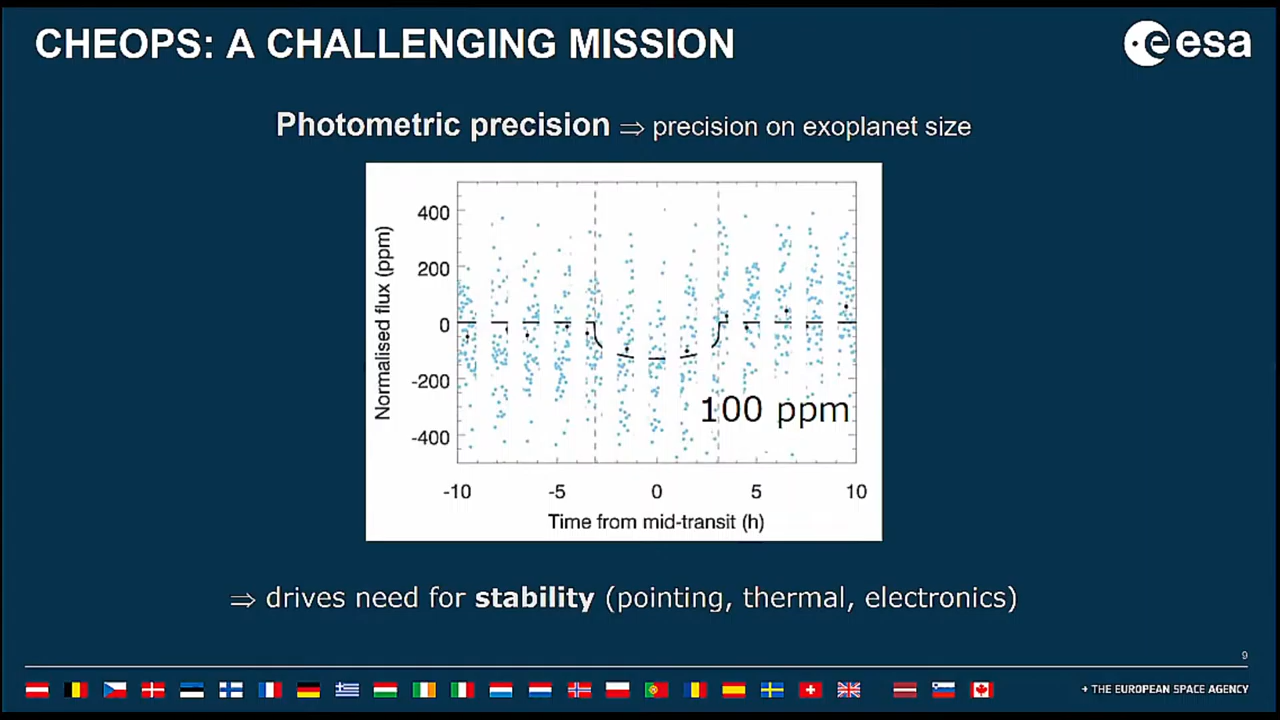 CHEOPS: A CHALLENGING MISSION
esa
Photometric precision ⇒ precision on exoplanet size
400
200
0
-200
-400
Normalised flux (ppm)
100 ppm
-10 -5 0 5 10
Time from mid-transit (h)
⇒ drives need for stability (pointing, thermal, electronics)
9
+ THE EUROPEAN SPACE AGENCY